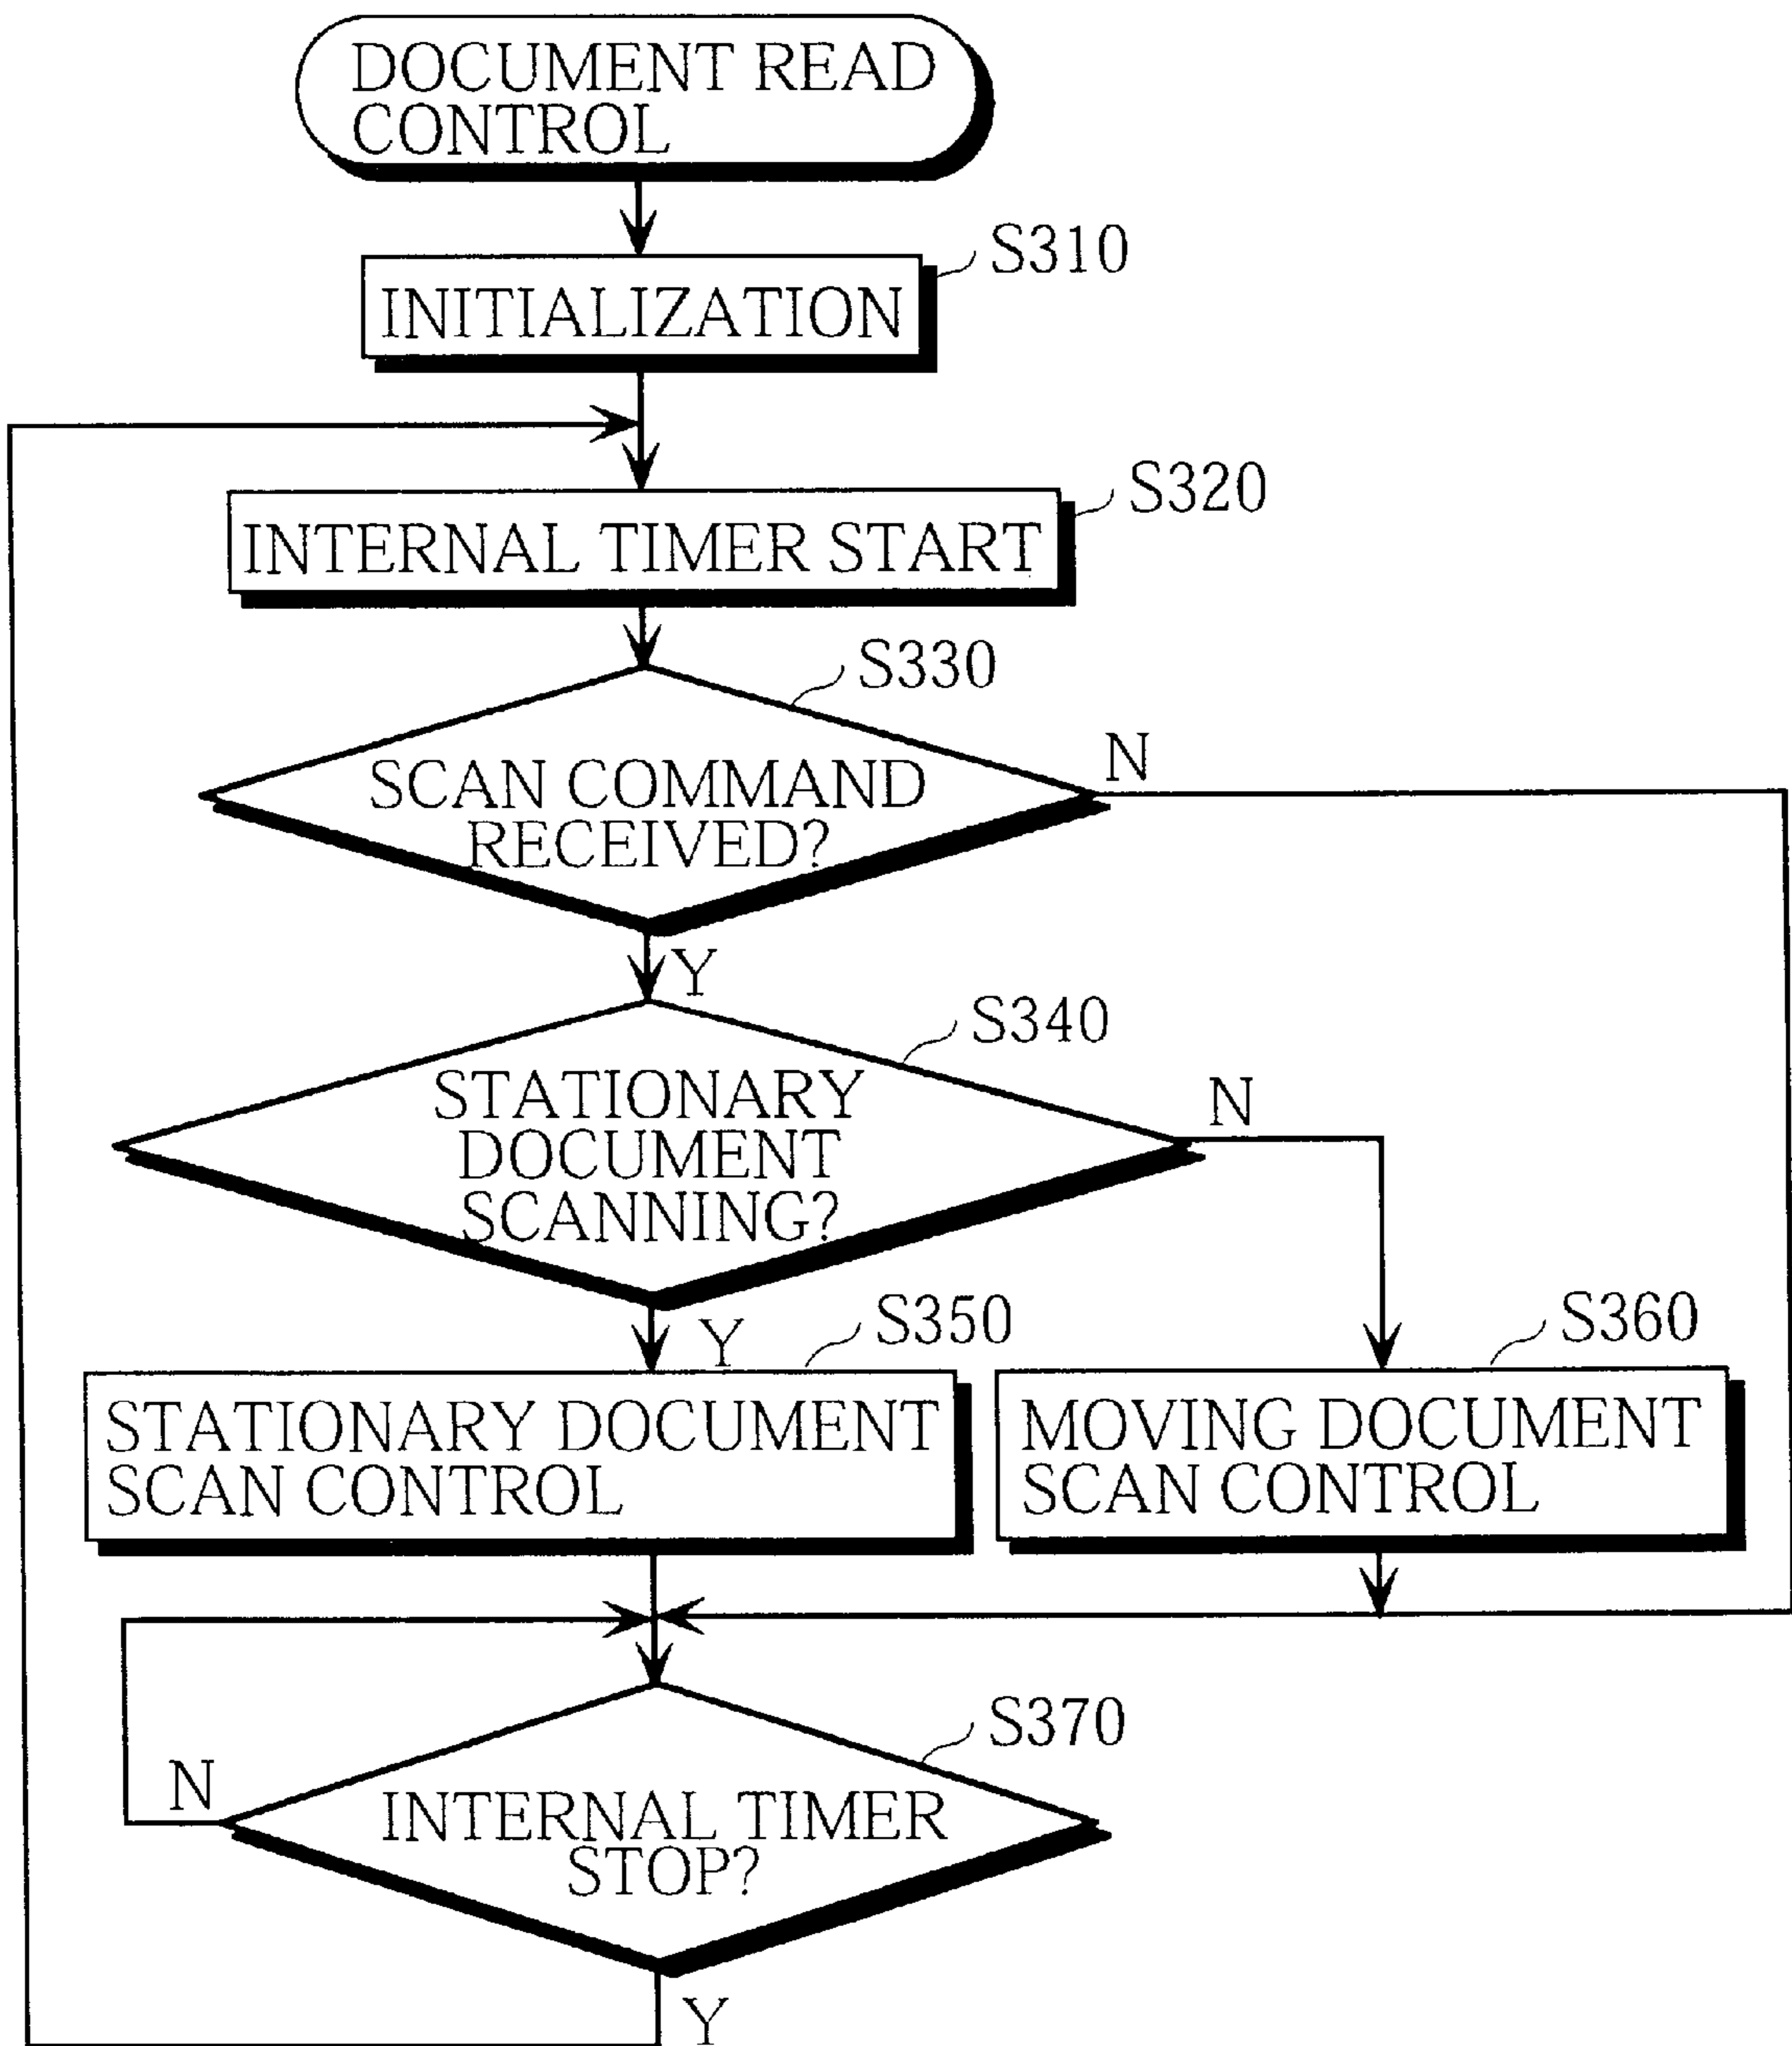 DOCUMENT READ
CONTROL
S310
INITIALIZATION
S320
INTERNAL TIMER START
S330
SCAN COMMAND
RECEIVED?
N
Y
S340
STATIONARY
DOCUMENT
SCANNING?
N
Y
S350
S360
STATIONARY DOCUMENT
SCAN CONTROL
MOVING DOCUMENT
SCAN CONTROL
S370
N
INTERNAL TIMER
STOP?
Y